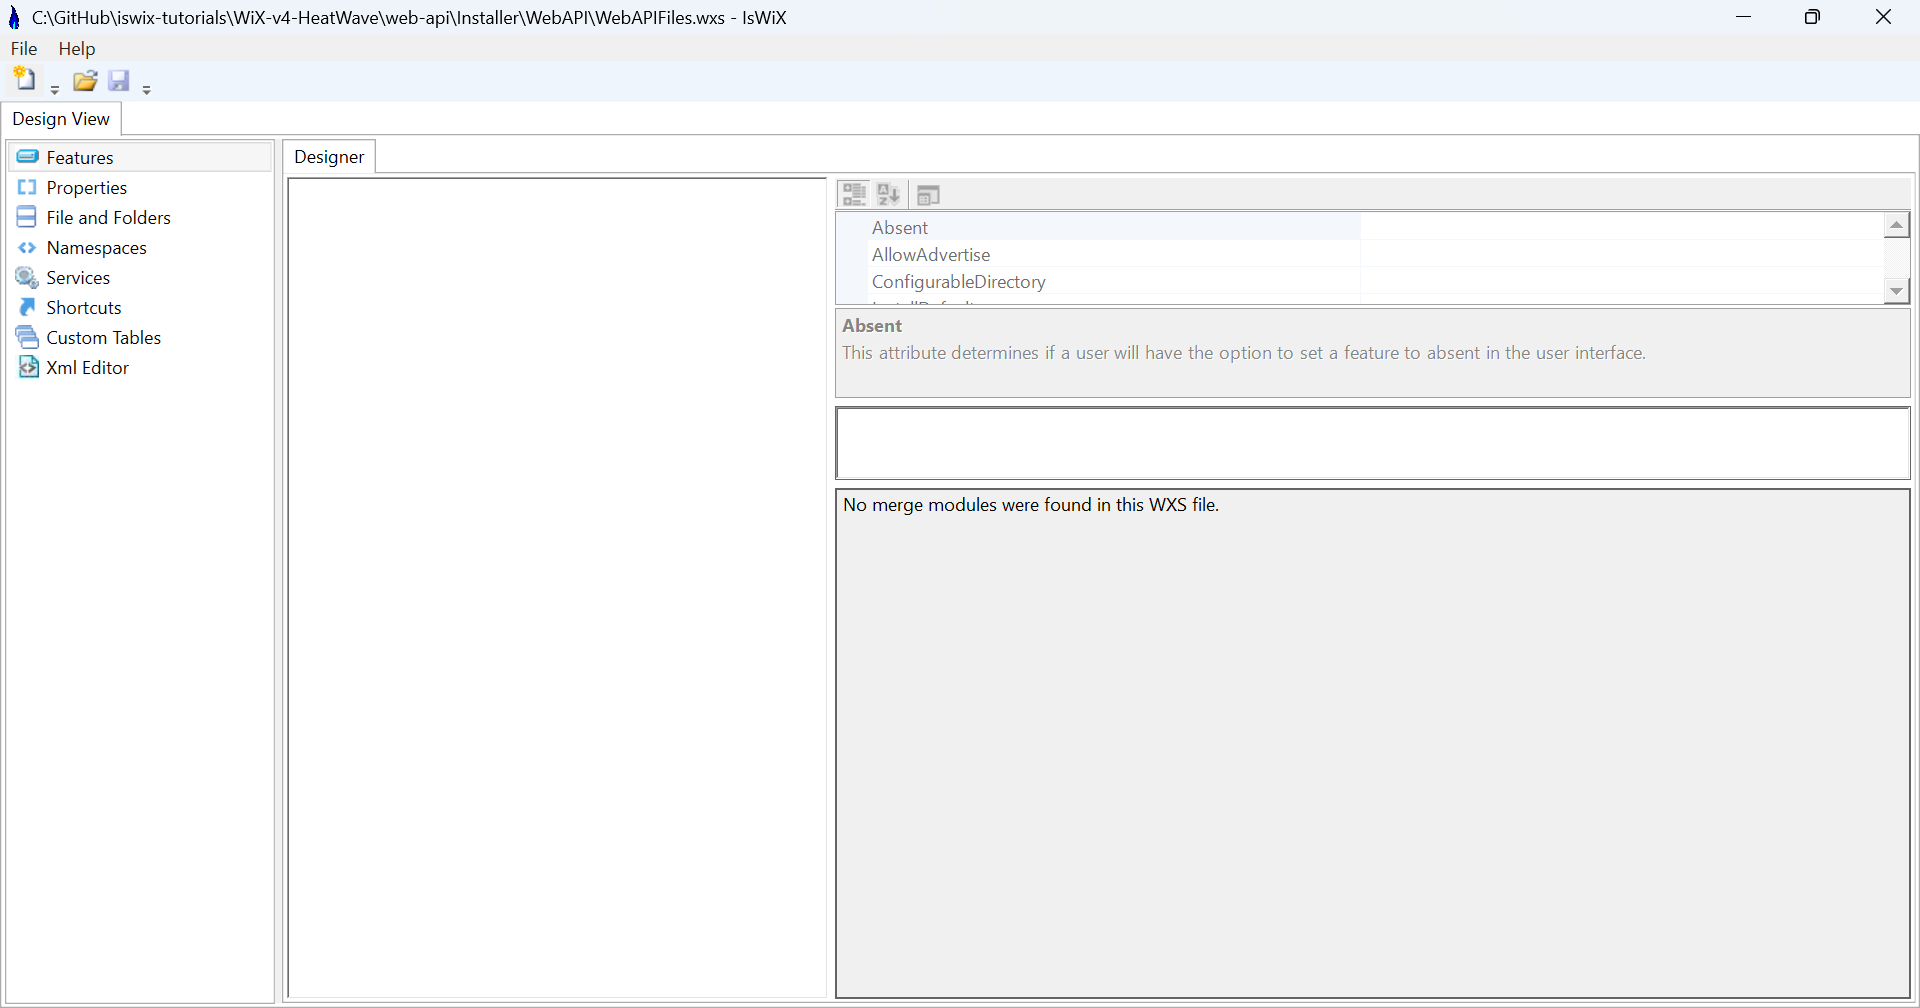 C:\GitHub\iswix-tutorials\WiX-v4-HeatWave\web-api\Installer\WebAPI\WebAPIFiles.wxs - IsWiX
File Help
Design View
Features
Properties
File and Folders
Namespaces
Services
Shortcuts
Custom Tables
Xml Editor
Designer
Absent
AllowAdvertise
ConfigurableDirectory
Absent
This attribute determines if a user will have the option to set a feature to absent in the user interface.
No merge modules were found in this WXS file.